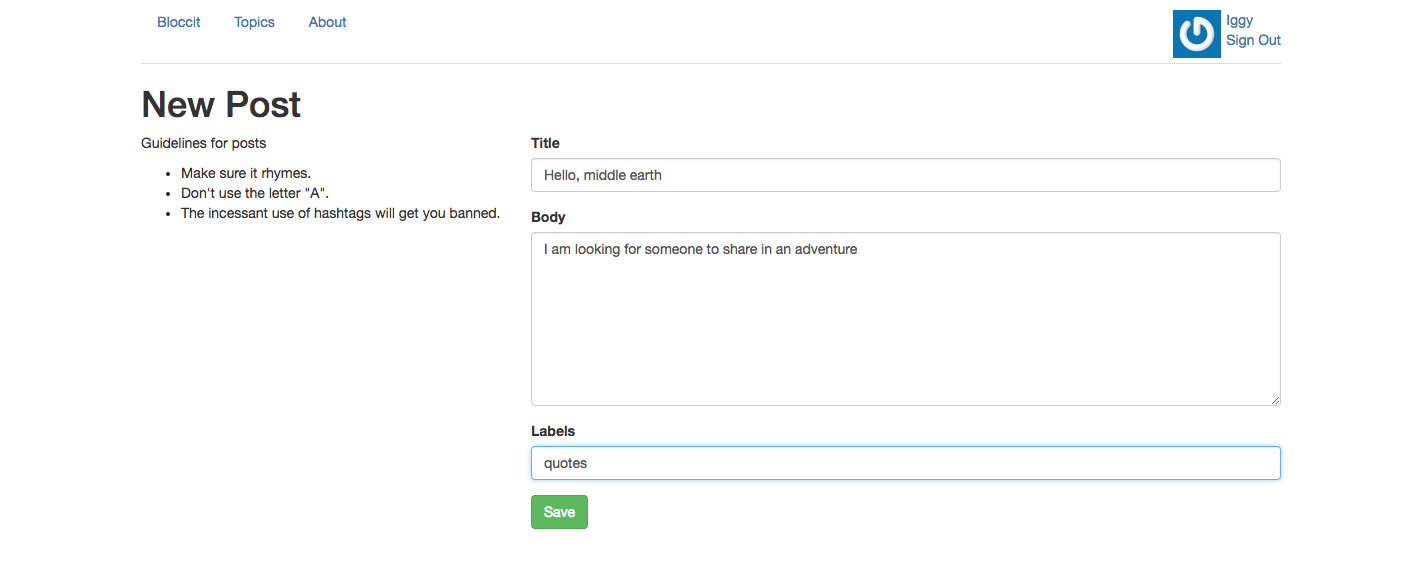 Bloccit Topics About
Iggy
Sign Out
New Post
Guidelines for posts
Make sure it rhymes.
Don't use the letter "A".
The incessant use of hashtags will get you banned.
Title
Hello, middle earth
Body
I am looking for someone to share in an adventure
Labels
quotes
Save